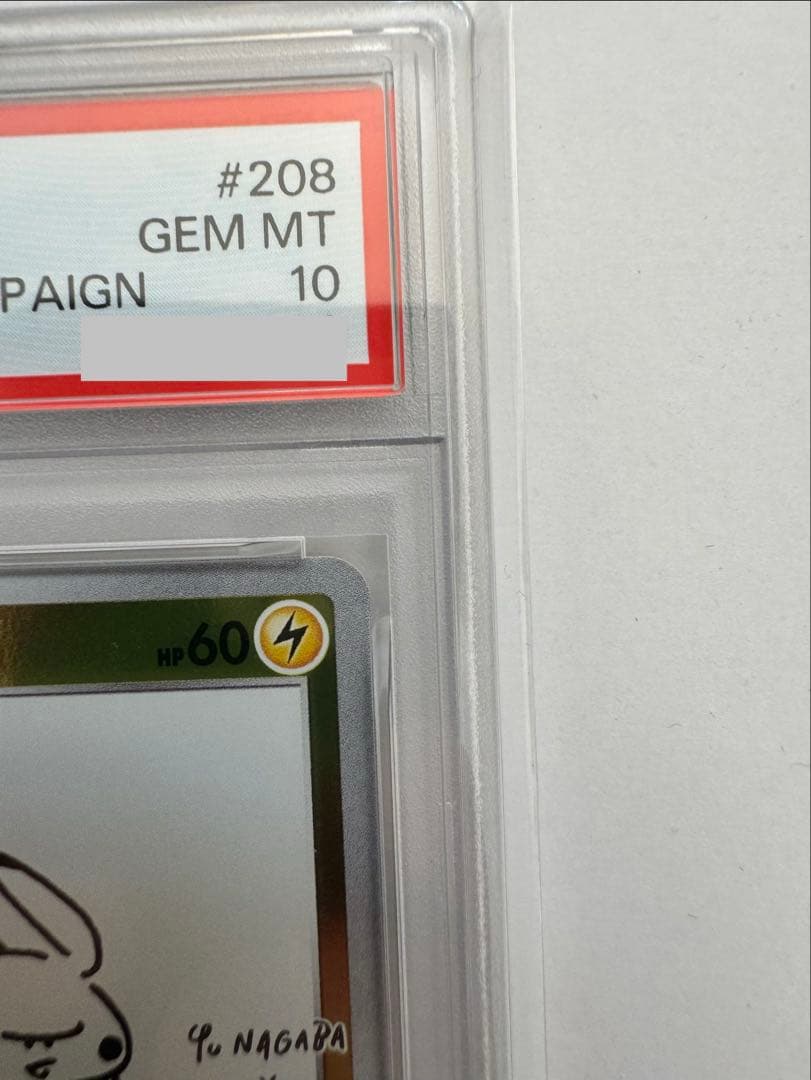 #208
GEM MT
PAIGN 10
HP60
Yu NAGABA